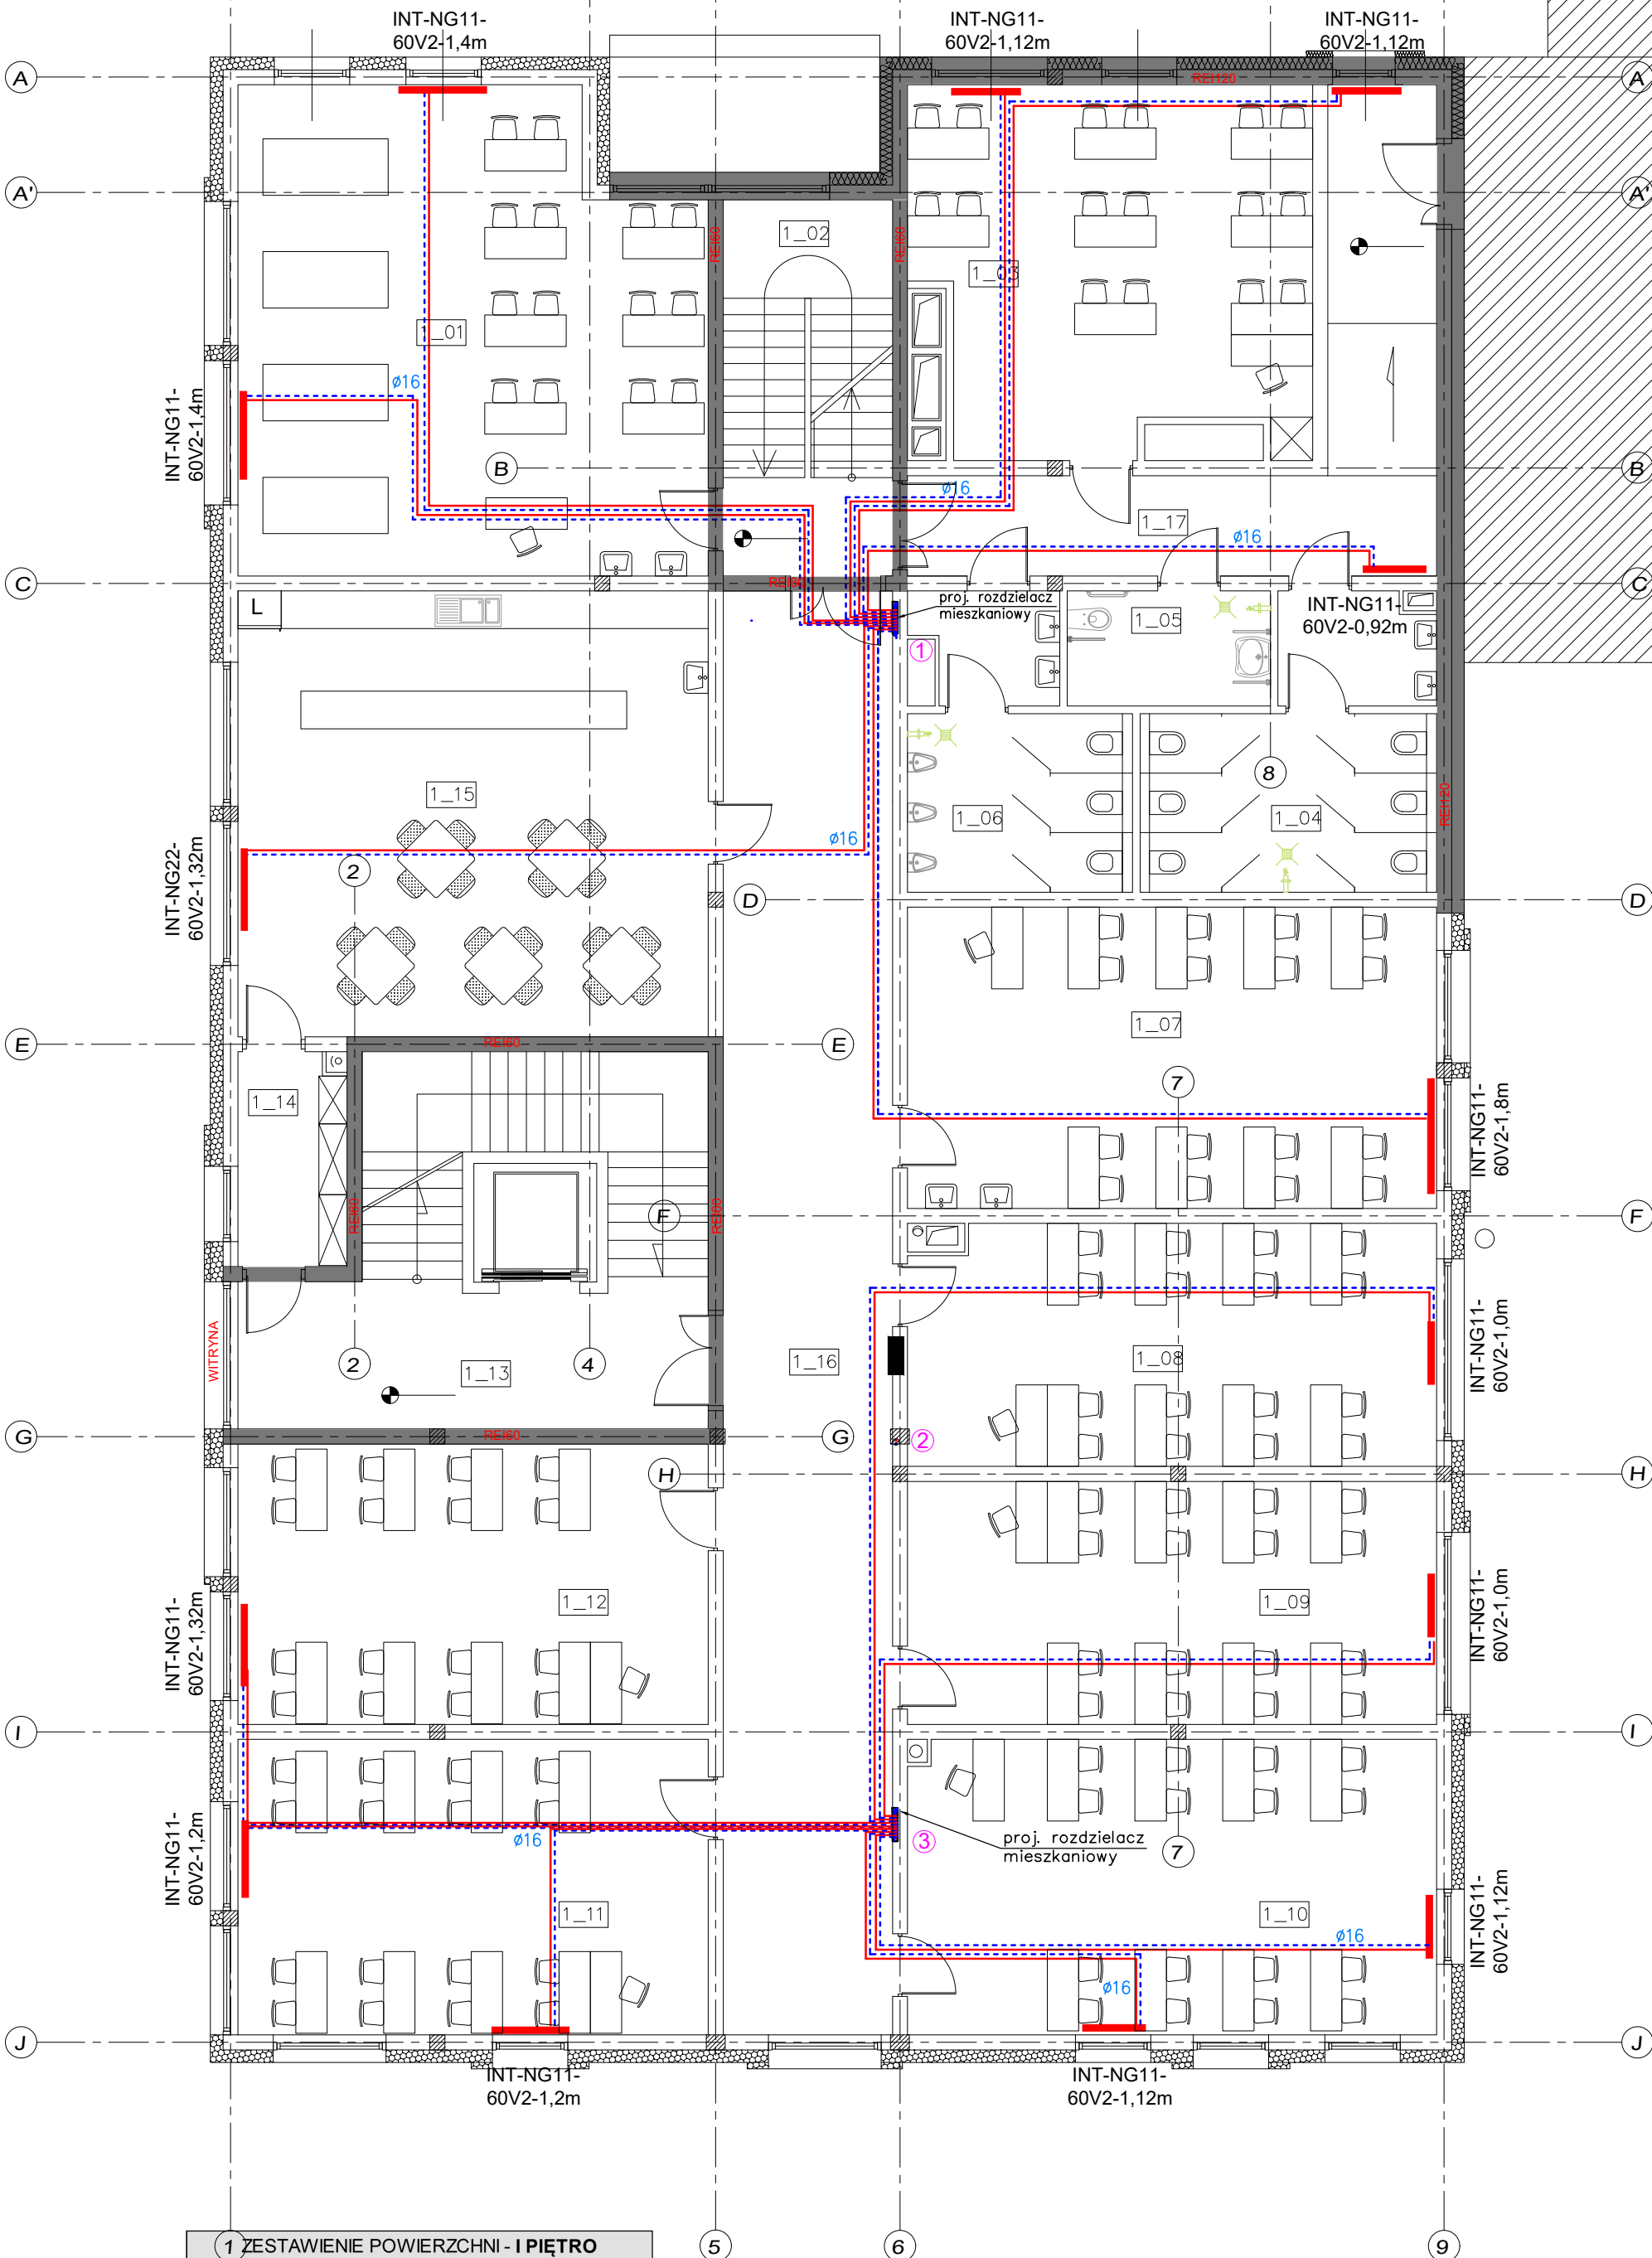 INT-NG11-
60V2-1,4m
INT-NG11-
60V2-1,12m
INT-NG11-
60V2-1,12m
A
REI120
A
A'
A'
1_02
REI60
REI60
1_03
1_01
ø16
INT-NG11-
60V2-1,4m
B
B
ø16
1_17
ø16
C
REI60
C
L
proj. rozdzielacz
mieszkaniowy
INT-NG11-
60V2-0,92m
1_05
1
8
1_15
REI120
1_06
1_04
ø16
INT-NG22-
60V2-1,32m
2
D
D
1_07
E
REI60
E
7
1_14
INT-NG11-
60V2-1,8m
REI60
REI60
F
F
WITRYNA
INT-NG11-
60V2-1,0m
2
4
1_13
1_16
1_08
G
REI60
G
2
H
H
1_12
1_09
INT-NG11-
60V2-1,32m
INT-NG11-
60V2-1,0m
I
I
INT-NG11-
60V2-1,2m
ø16
3
proj. rozdzielacz
mieszkaniowy
7
1_11
1_10
INT-NG11-
60V2-1,12m
ø16
ø16
J
J
INT-NG11-
60V2-1,2m
INT-NG11-
60V2-1,12m
1
ZESTAWIENIE POWIERZCHNI - I PIĘTRO
5
6
9